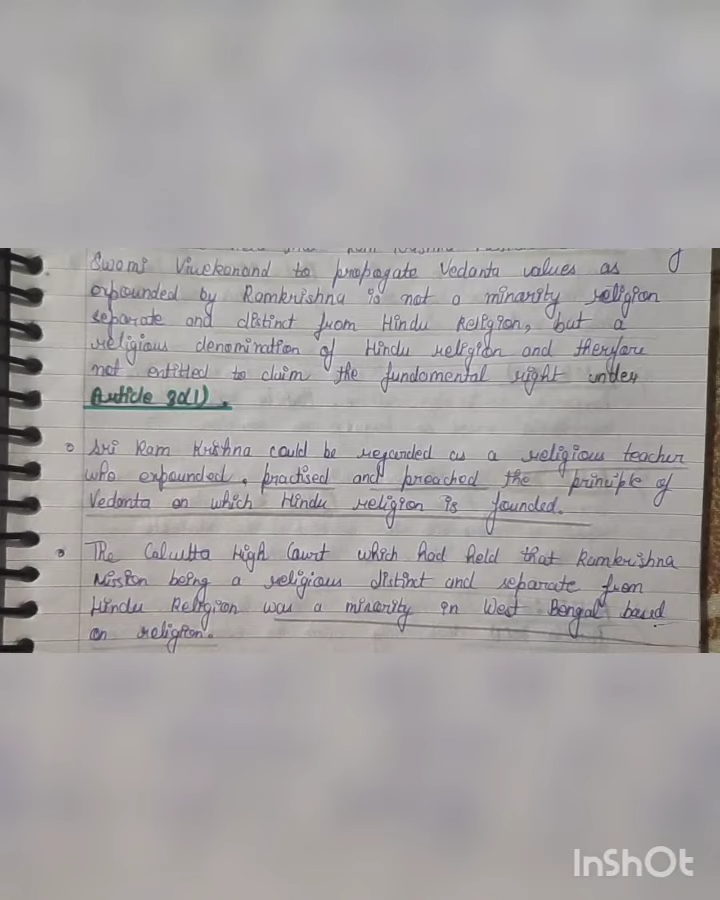 Swami Vivekanand to propagate Vedanta values as
expounded by Ramkrishna is not a minarity religion
separate and distinct from Hindu Religion, but a
religious denomination of Hindu religion and therefore
not entitled to claim the fundamental right under
Article 30(1).
Sri Ram Krishna could be regarded as a religious teacher
who expounded, practised and preached the principle of
Vedanta on which Hindu religion is founded.
The Calcutta High Court which had held that Ramkrishna
Mission being a religious distinct and separate from
Hindu Religion was a minarity in West Bengal based
on religion.
InShOt